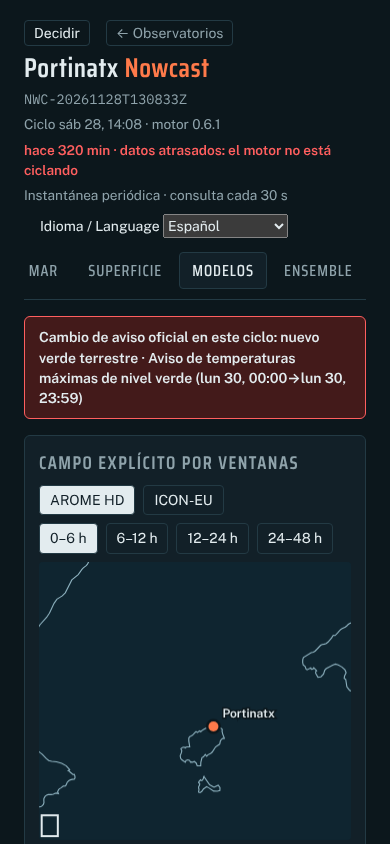 Decidir
← Observatorios
Portinatx Nowcast
NWC-20261128T130833Z
Ciclo sáb 28, 14:08 · motor 0.6.1
hace 320 min · datos atrasados: el motor no está
ciclando
Instantánea periódica · consulta cada 30 s
Idioma / Language Español
MAR SUPERFICIE MODELOS ENSEMBLE
Cambio de aviso oficial en este ciclo: nuevo
verde terrestre · Aviso de temperaturas
máximas de nivel verde (lun 30, 00:00→lun 30,
23:59)
CAMPO EXPLÍCITO POR VENTANAS
AROME HD ICON-EU
0–6 h 6–12 h 12–24 h 24–48 h
Portinatx